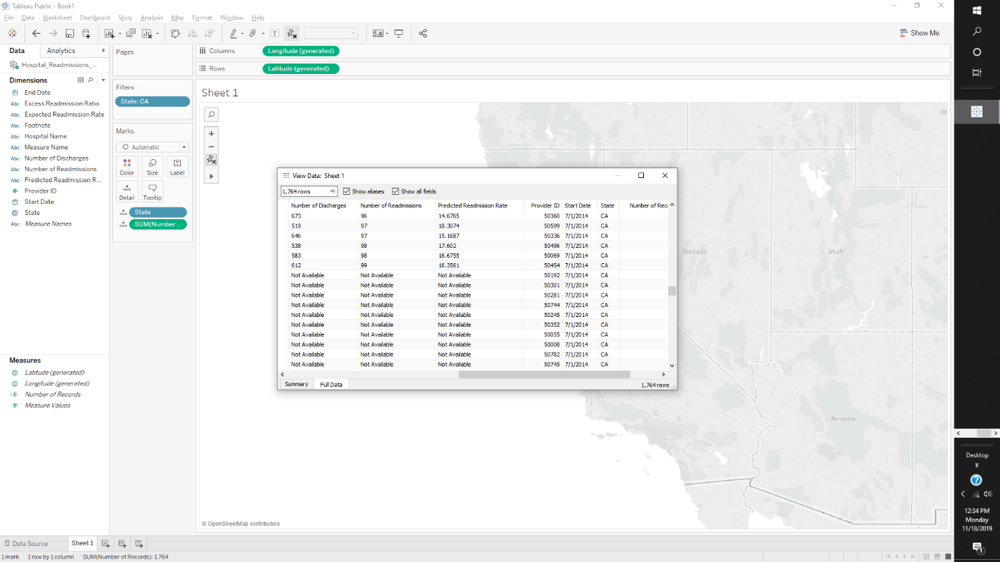 Tableau Public - Book1
File Data Worksheet Dashboard Story Analysis Map Format Window Help
Show Me
Data Analytics
Hospital_Readmissions_...
Dimensions
End Date
Abc Excess Readmission Ratio
Abc Expected Readmission Rate
Abc Footnote
Abc Hospital Name
Abc Measure Name
Abc Number of Discharges
Abc Number of Readmissions
Abc Predicted Readmission R...
# Provider ID
Start Date
State
Abc Measure Names
Measures
Latitude (generated)
Longitude (generated)
=# Number of Records
# Measure Values
Pages
Filters
State: CA
Marks
Automatic
Color Size Label
Detail Tooltip
State
SUM(Number ..
Columns Longitude (generated)
Rows Latitude (generated)
Sheet 1
W
Nevada
Utah
Arizona
© OpenStreetMap contributors
View Data: Sheet 1
1,764 rows Show aliases Show all fields
Number of Discharges Number of Readmissions Predicted Readmission Rate Provider ID Start Date State Number of Reco
673 96 14.6765 50360 7/1/2014 CA
519 97 18.3074 50599 7/1/2014 CA
646 97 15.1687 50336 7/1/2014 CA
538 98 17.602 50496 7/1/2014 CA
583 98 16.6755 50069 7/1/2014 CA
612 99 16.3561 50454 7/1/2014 CA
Not Available Not Available Not Available 50192 7/1/2014 CA
Not Available Not Available Not Available 50301 7/1/2014 CA
Not Available Not Available Not Available 50281 7/1/2014 CA
Not Available Not Available Not Available 50744 7/1/2014 CA
Not Available Not Available Not Available 50245 7/1/2014 CA
Not Available Not Available Not Available 50352 7/1/2014 CA
Not Available Not Available Not Available 50055 7/1/2014 CA
Not Available Not Available Not Available 50008 7/1/2014 CA
Not Available Not Available Not Available 50782 7/1/2014 CA
Not Available Not Available Not Available 50745 7/1/2014 CA
Summary Full Data 1,764 rows
Data Source Sheet 1
1 mark 1 row by 1 column SUM(Number of Records): 1,764
Desktop
12:34 PM
Monday
11/18/2019
1